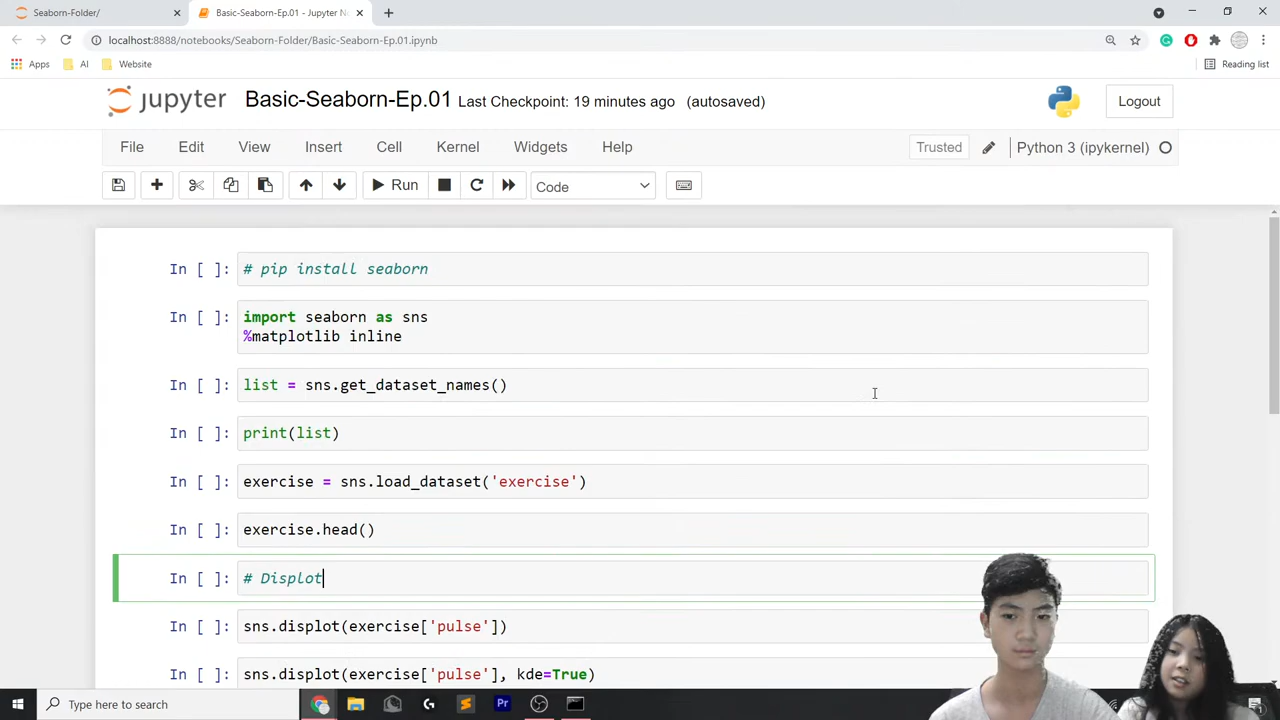 Seaborn-Folder/
Basic-Seaborn-Ep.01 - Jupyter No
localhost:8888/notebooks/Seaborn-Folder/Basic-Seaborn-Ep.01.ipynb
Apps AI Website Reading list
jupyter Basic-Seaborn-Ep.01 Last Checkpoint: 19 minutes ago (autosaved) Logout
File Edit View Insert Cell Kernel Widgets Help Trusted Python 3 (ipykernel)
Run Code
In [ ]: # pip install seaborn
In [ ]: import seaborn as sns
%matplotlib inline
In [ ]: list = sns.get_dataset_names()
In [ ]: print(list)
In [ ]: exercise = sns.load_dataset('exercise')
In [ ]: exercise.head()
In [ ]: # Displot
In [ ]: sns.displot(exercise['pulse'])
In [ ]: sns.displot(exercise['pulse'], kde=True)
Type here to search
Pr